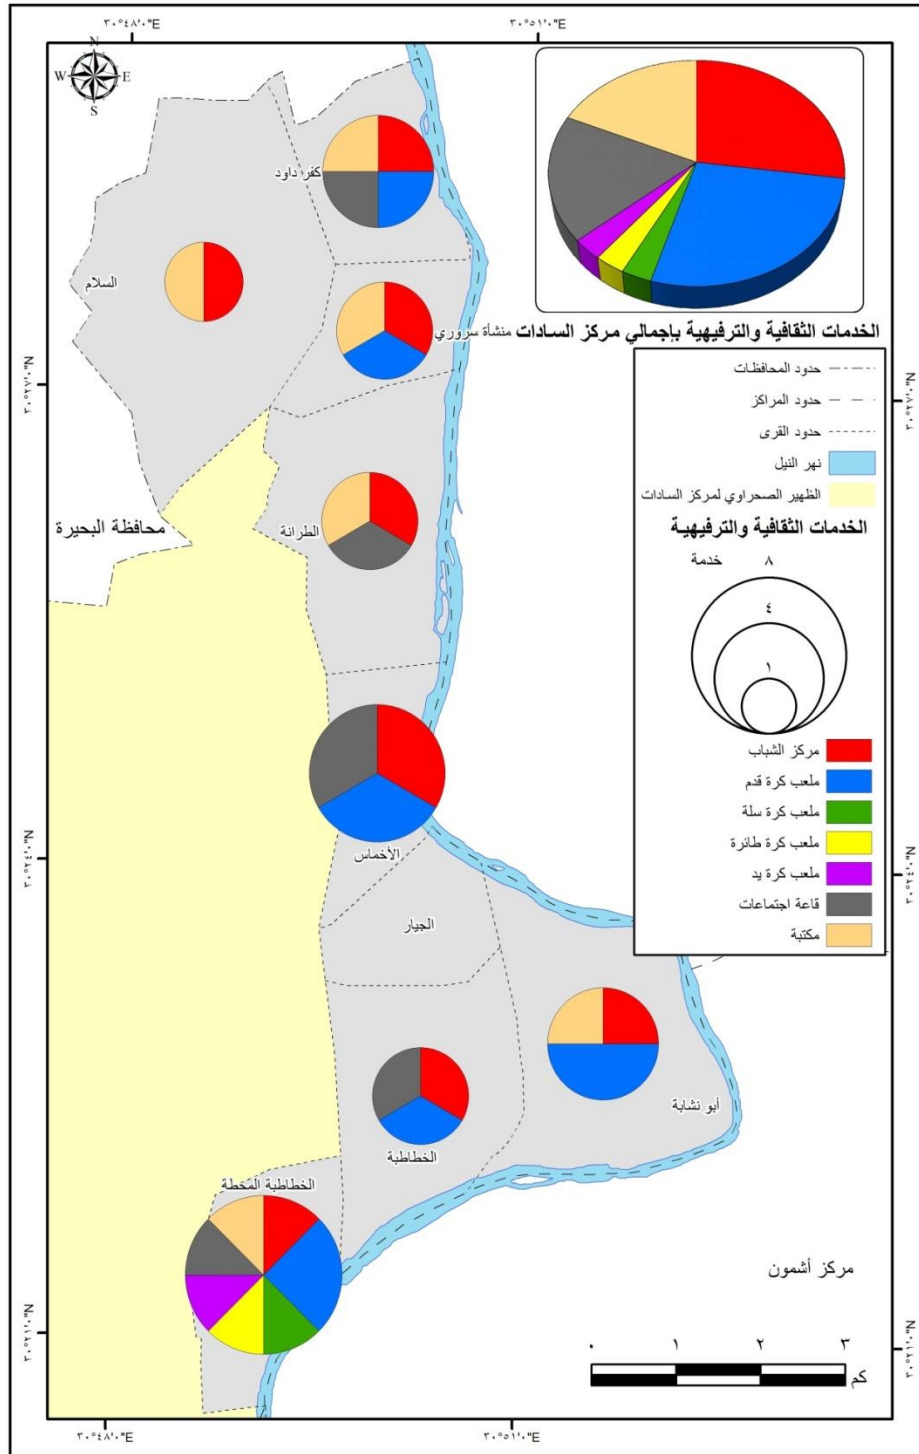 ٣٠°٤٨'٠"E
٣٠°٥١'٠"E
N
W
E
S
كفر داود
السلام
منشأة سروري
الخدمات الثقافية والترفيهية بإجمالي مركز السادات
حدود المحافظات
حدود المراكز
حدود القرى
نهر النيل
الظهير الصحراوي لمركز السادات
الخدمات الثقافية والترفيهية
خدمة
٨
٤
١
مركز الشباب
ملعب كرة قدم
ملعب كرة سلة
ملعب كرة طائرة
ملعب كرة يد
قاعة اجتماعات
مكتبة
محافظة البحيرة
الطرانة
الأخماس
الجيار
أبو نشابة
الخطاطبة
الخطاطبة المحطة
مركز أشمون
٠ ١ ٢ ٣
كم
٣٠°٤٨'٠"E
٣٠°٥١'٠"E